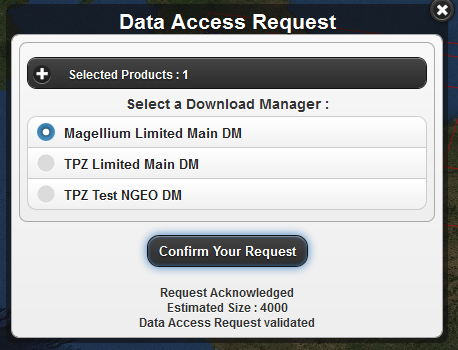 Data Access Request
Selected Products : 1
Select a Download Manager :
Magellium Limited Main DM
TPZ Limited Main DM
TPZ Test NGEO DM
Confirm Your Request
Request Acknowledged
Estimated Size : 4000
Data Access Request validated